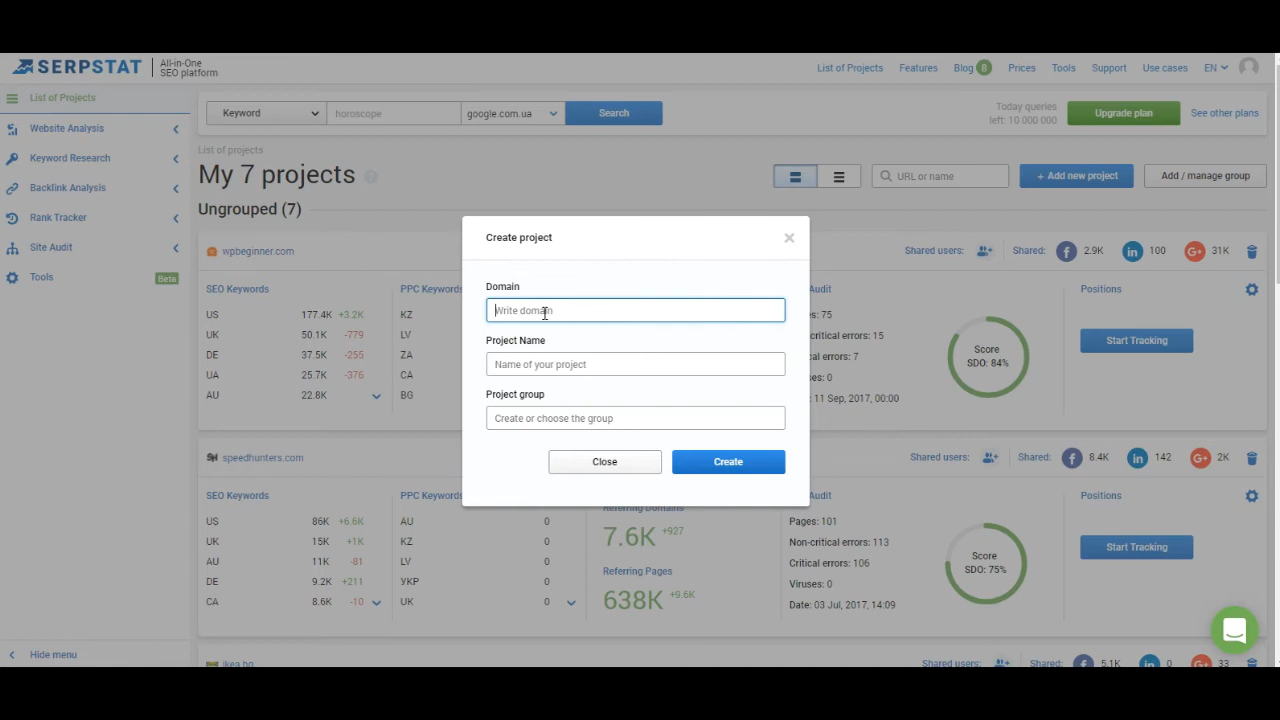 SERPSTAT All-in-One SEO platform
List of Projects Features Blog 8 Prices Tools Support Use cases EN
List of Projects
Website Analysis
Keyword Research
Backlink Analysis
Rank Tracker
Site Audit
Tools Beta
Hide menu
Keyword horoscope google.com.ua Search
Today queries
left: 10 000 000
Upgrade plan See other plans
List of projects
My 7 projects ?
URL or name + Add new project Add / manage group
Ungrouped (7)
wpbeginner.com Shared users: Shared: 2.9K 100 31K
SEO Keywords PPC Keywords Audit Positions
US 177.4K +3.2K KZ
UK 50.1K -779 LV
DE 37.5K -255 ZA
UA 25.7K -376 CA
AU 22.8K BG
75
errors: 15
errors: 7
0
11 Sep, 2017, 00:00
Score
SDO: 84%
Start Tracking
Create project
Domain
Write domain
Project Name
Name of your project
Project group
Create or choose the group
Close Create
speedhunters.com Shared users: Shared: 8.4K 142 2K
SEO Keywords PPC Keywords Referring Domains Audit Positions
US 86K +6.6K AU 0
UK 15K +1K KZ 0
AU 11K -81 LV 0
DE 9.2K +211 УКР 0
CA 8.6K -10 UK 0
7.6K +927
Referring Pages
638K +9.6K
Pages: 101
Non-critical errors: 113
Critical errors: 106
Viruses: 0
Date: 03 Jul, 2017, 14:09
Score
SDO: 75%
Start Tracking
ikea.bg Shared users: Shared: 5.1K 0 33